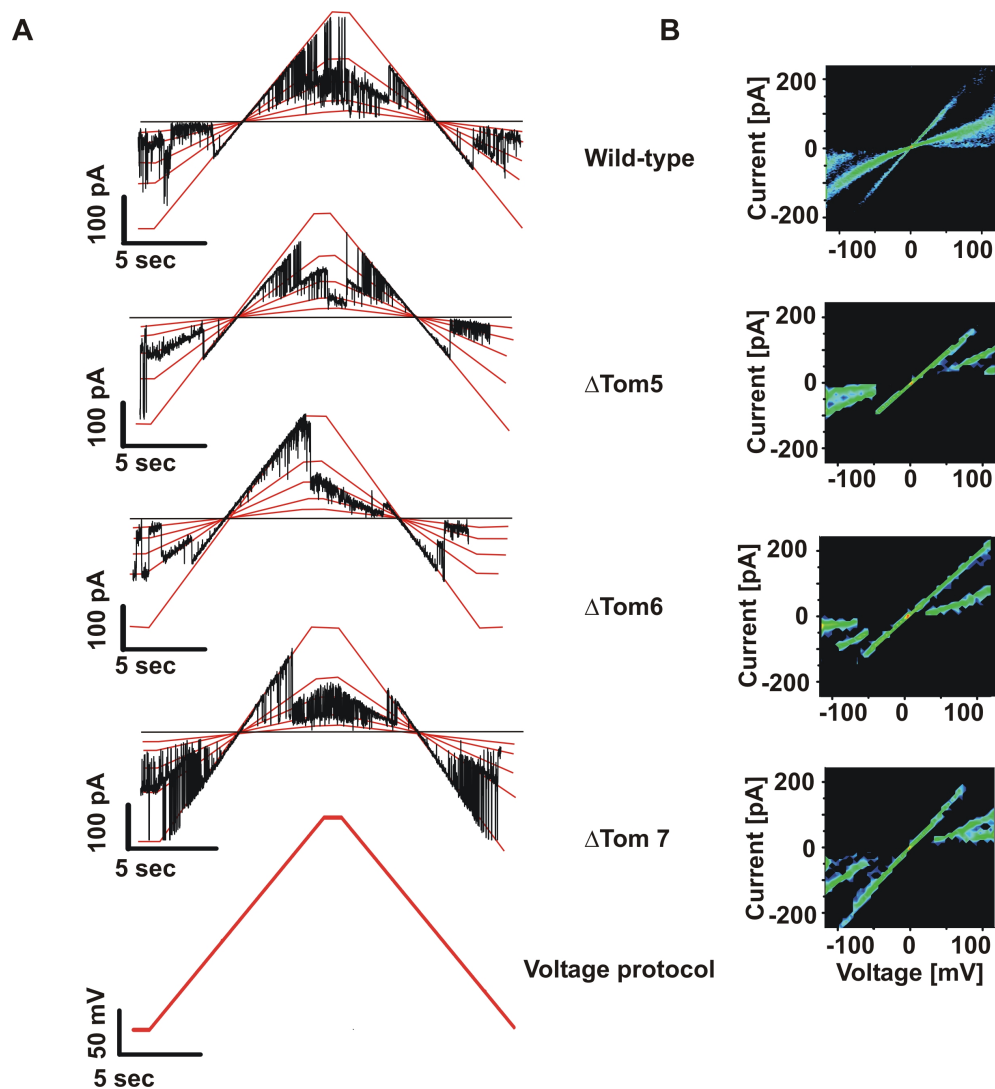 A
B
100 pA
5 sec
Wild-type
Current [pA]
200
0
-200
-100
0
100
100 pA
5 sec
ΔTom5
Current [pA]
200
0
-200
-100
0
100
100 pA
5 sec
ΔTom6
Current [pA]
200
0
-200
-100
0
100
100 pA
5 sec
ΔTom 7
Current [pA]
200
0
-200
-100
0
100
Voltage [mV]
Voltage protocol
50 mV
5 sec